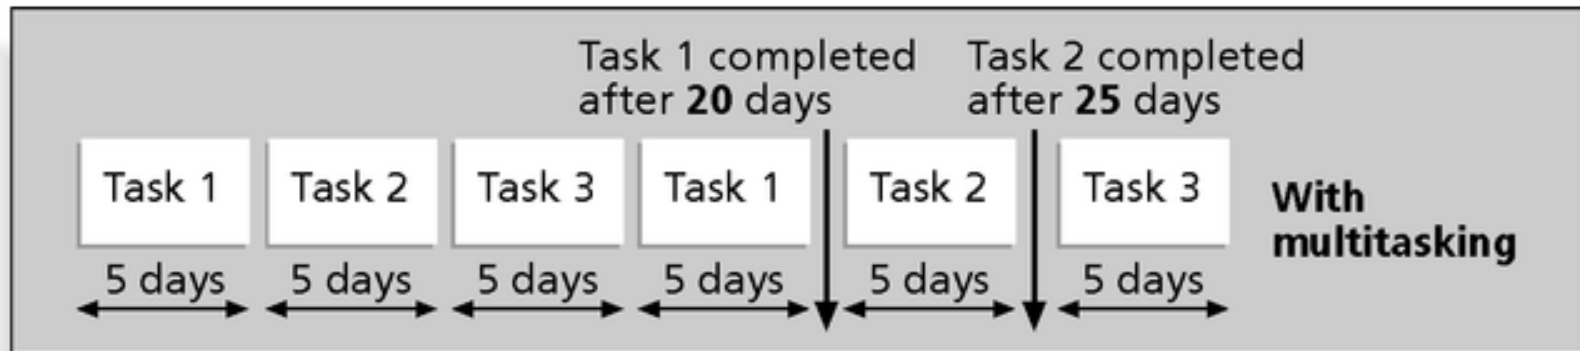 Task 1 completed
after 20 days
Task 2 completed
after 25 days
Task 1
Task 2
Task 3
Task 1
Task 2
Task 3
With
multitasking
5 days
5 days
5 days
5 days
5 days
5 days